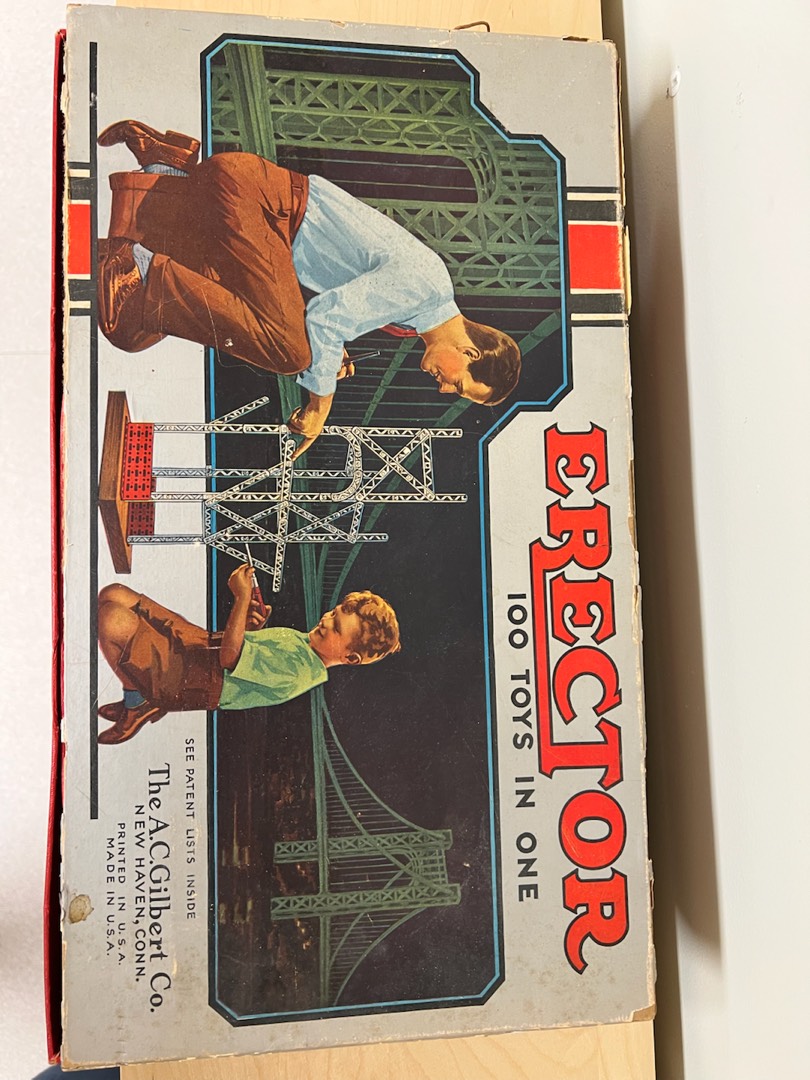 ERECTOR
100 TOYS IN ONE
SEE PATENT LISTS INSIDE
The A.C.Gilbert Co.
NEW HAVEN, CONN.
PRINTED IN U.S.A.
MADE IN U.S.A.